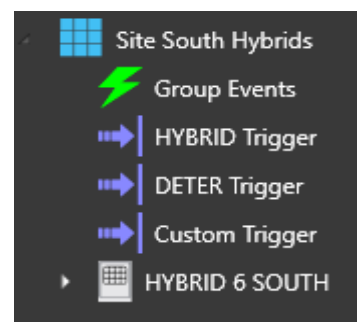 Site South Hybrids
Group Events
HYBRID Trigger
DETER Trigger
Custom Trigger
HYBRID 6 SOUTH